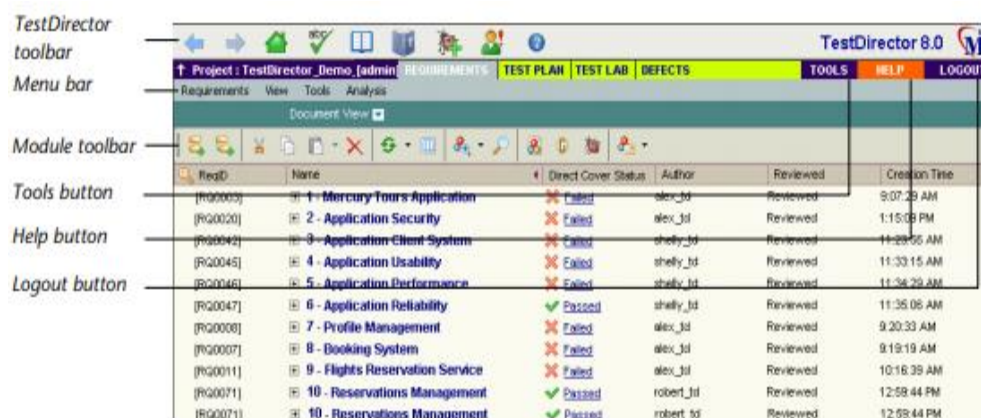 TestDirector
toolbar
Menu bar
Module toolbar
Tools button
Help button
Logout button
abc
TestDirector 8.0 M
Project : TestDirector_Demo_[admin] REQUIREMENTS TEST PLAN TEST LAB DEFECTS TOOLS HELP LOGOUT
Requirements View Tools Analysis
Document View
ReqID Name Direct Cover Status Author Reviewed Creation Time
[RQ0003] 1 - Mercury Tours Application Failed alex_td Reviewed 9:07:29 AM
[RQ0020] 2 - Application Security Failed alex_td Reviewed 1:15:09 PM
[RQ0042] 3 - Application Client System Failed shelly_td Reviewed 11:23:55 AM
[RQ0045] 4 - Application Usability Failed shelly_td Reviewed 11:33:15 AM
[RQ0046] 5 - Application Performance Failed shelly_td Reviewed 11:34:29 AM
[RQ0047] 6 - Application Reliability Passed shelly_td Reviewed 11:35:06 AM
[RQ0008] 7 - Profile Management Failed alex_td Reviewed 9:20:33 AM
[RQ0007] 8 - Booking System Failed alex_td Reviewed 9:19:19 AM
[RQ0011] 9 - Flights Reservation Service Failed alex_td Reviewed 10:16:39 AM
[RQ0071] 10 - Reservations Management Passed robert_td Reviewed 12:59:44 PM
[RQ0071] 10 - Reservations Management Passed robert_td Reviewed 12:59:44 PM